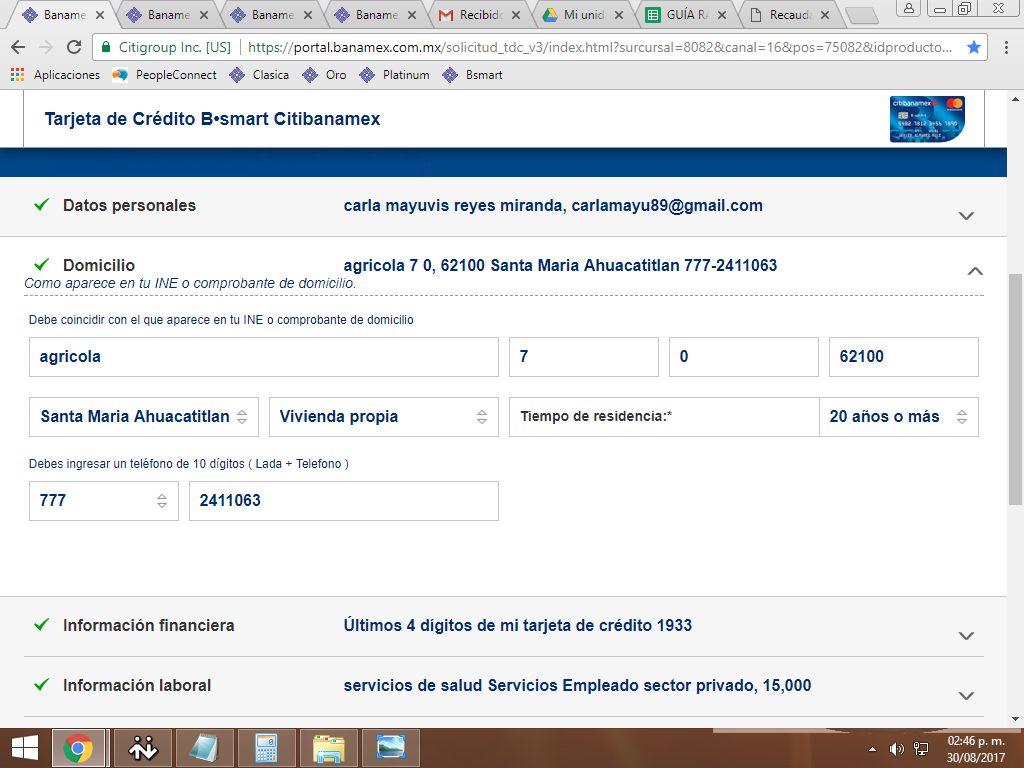 Baname
Baname
Baname
Baname
Recibido
Mi unid
GUÍA RA
Recaud
Citigroup Inc. [US] https://portal.banamex.com.mx/solicitud_tdc_v3/index.html?surcursal=8082&canal=16&pos=75082&idproducto...
Aplicaciones PeopleConnect Clasica Oro Platinum Bsmart
Tarjeta de Crédito B•smart Citibanamex
citibanamex
Datos personales carla mayuvis reyes miranda, carlamayu89@gmail.com
Domicilio agricola 7 0, 62100 Santa Maria Ahuacatitlan 777-2411063
Como aparece en tu INE o comprobante de domicilio.
Debe coincidir con el que aparece en tu INE o comprobante de domicilio
agricola 7 0 62100
Santa Maria Ahuacatitlan Vivienda propia Tiempo de residencia:* 20 años o más
Debes ingresar un teléfono de 10 dígitos ( Lada + Telefono )
777 2411063
Información financiera Últimos 4 dígitos de mi tarjeta de crédito 1933
Información laboral servicios de salud Servicios Empleado sector privado, 15,000
02:46 p. m.
30/08/2017